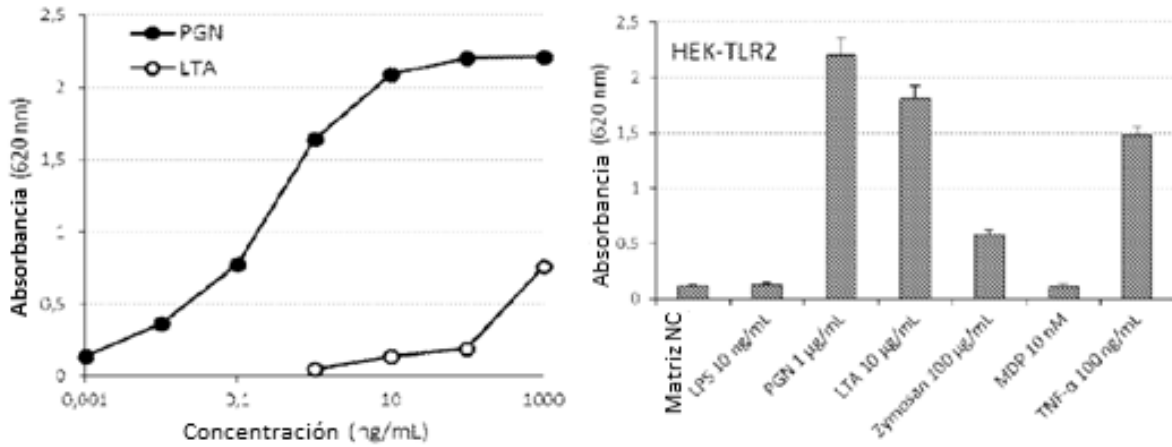 2,5
PGN
LTA
2
1,5
1
0,5
0
Absorbancia (620 nm)
0,001
10
1000
Concentración (ng/mL)
2.5
HEK-TLR2
2
1,5
1
0.5
0
Absorbancia (620 nm)
Matriz NC
LPS 10 ng/mL
PGN 1 µg/mL
LTA 10 µg/mL
Zymosan 100 µg/mL
MDP 10 nM
TNF-α 100 ng/mL